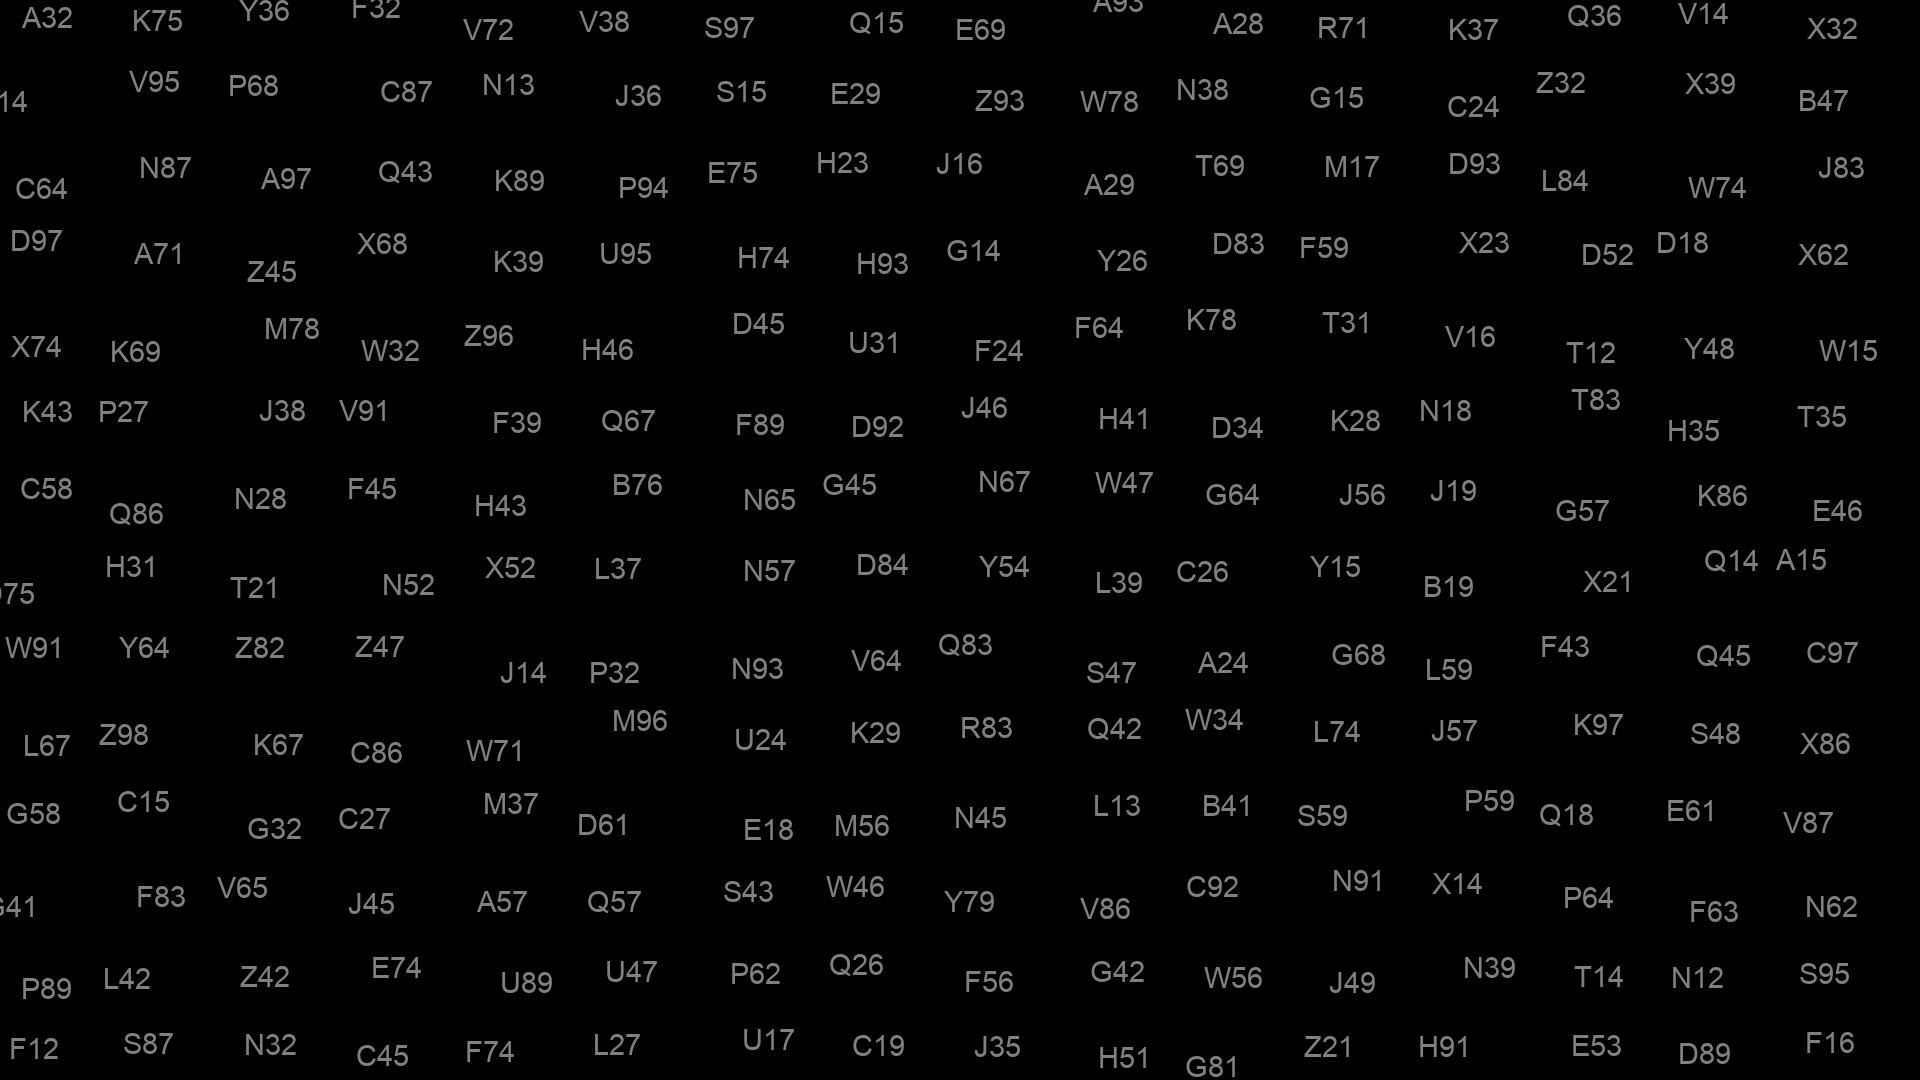 A32 K75 Y36 F32 V72 V38 S97 Q15 E69 A93 A28 R71 K37 Q36 V14 X32
14 V95 P68 C87 N13 J36 S15 E29 Z93 W78 N38 G15 C24 Z32 X39 B47
C64 N87 A97 Q43 K89 P94 E75 H23 J16 A29 T69 M17 D93 L84 W74 J83
D97 A71 Z45 X68 K39 U95 H74 H93 G14 Y26 D83 F59 X23 D52 D18 X62
X74 K69 M78 W32 Z96 H46 D45 U31 F24 F64 K78 T31 V16 T12 Y48 W15
K43 P27 J38 V91 F39 Q67 F89 D92 J46 H41 D34 K28 N18 T83 H35 T35
C58 Q86 N28 F45 H43 B76 N65 G45 N67 W47 G64 J56 J19 G57 K86 E46
75 H31 T21 N52 X52 L37 N57 D84 Y54 L39 C26 Y15 B19 X21 Q14 A15
W91 Y64 Z82 Z47 J14 P32 N93 V64 Q83 S47 A24 G68 L59 F43 Q45 C97
L67 Z98 K67 C86 W71 M96 U24 K29 R83 Q42 W34 L74 J57 K97 S48 X86
G58 C15 G32 C27 M37 D61 E18 M56 N45 L13 B41 S59 P59 Q18 E61 V87
41 F83 V65 J45 A57 Q57 S43 W46 Y79 V86 C92 N91 X14 P64 F63 N62
P89 L42 Z42 E74 U89 U47 P62 Q26 F56 G42 W56 J49 N39 T14 N12 S95
F12 S87 N32 C45 F74 L27 U17 C19 J35 H51 G81 Z21 H91 E53 D89 F16